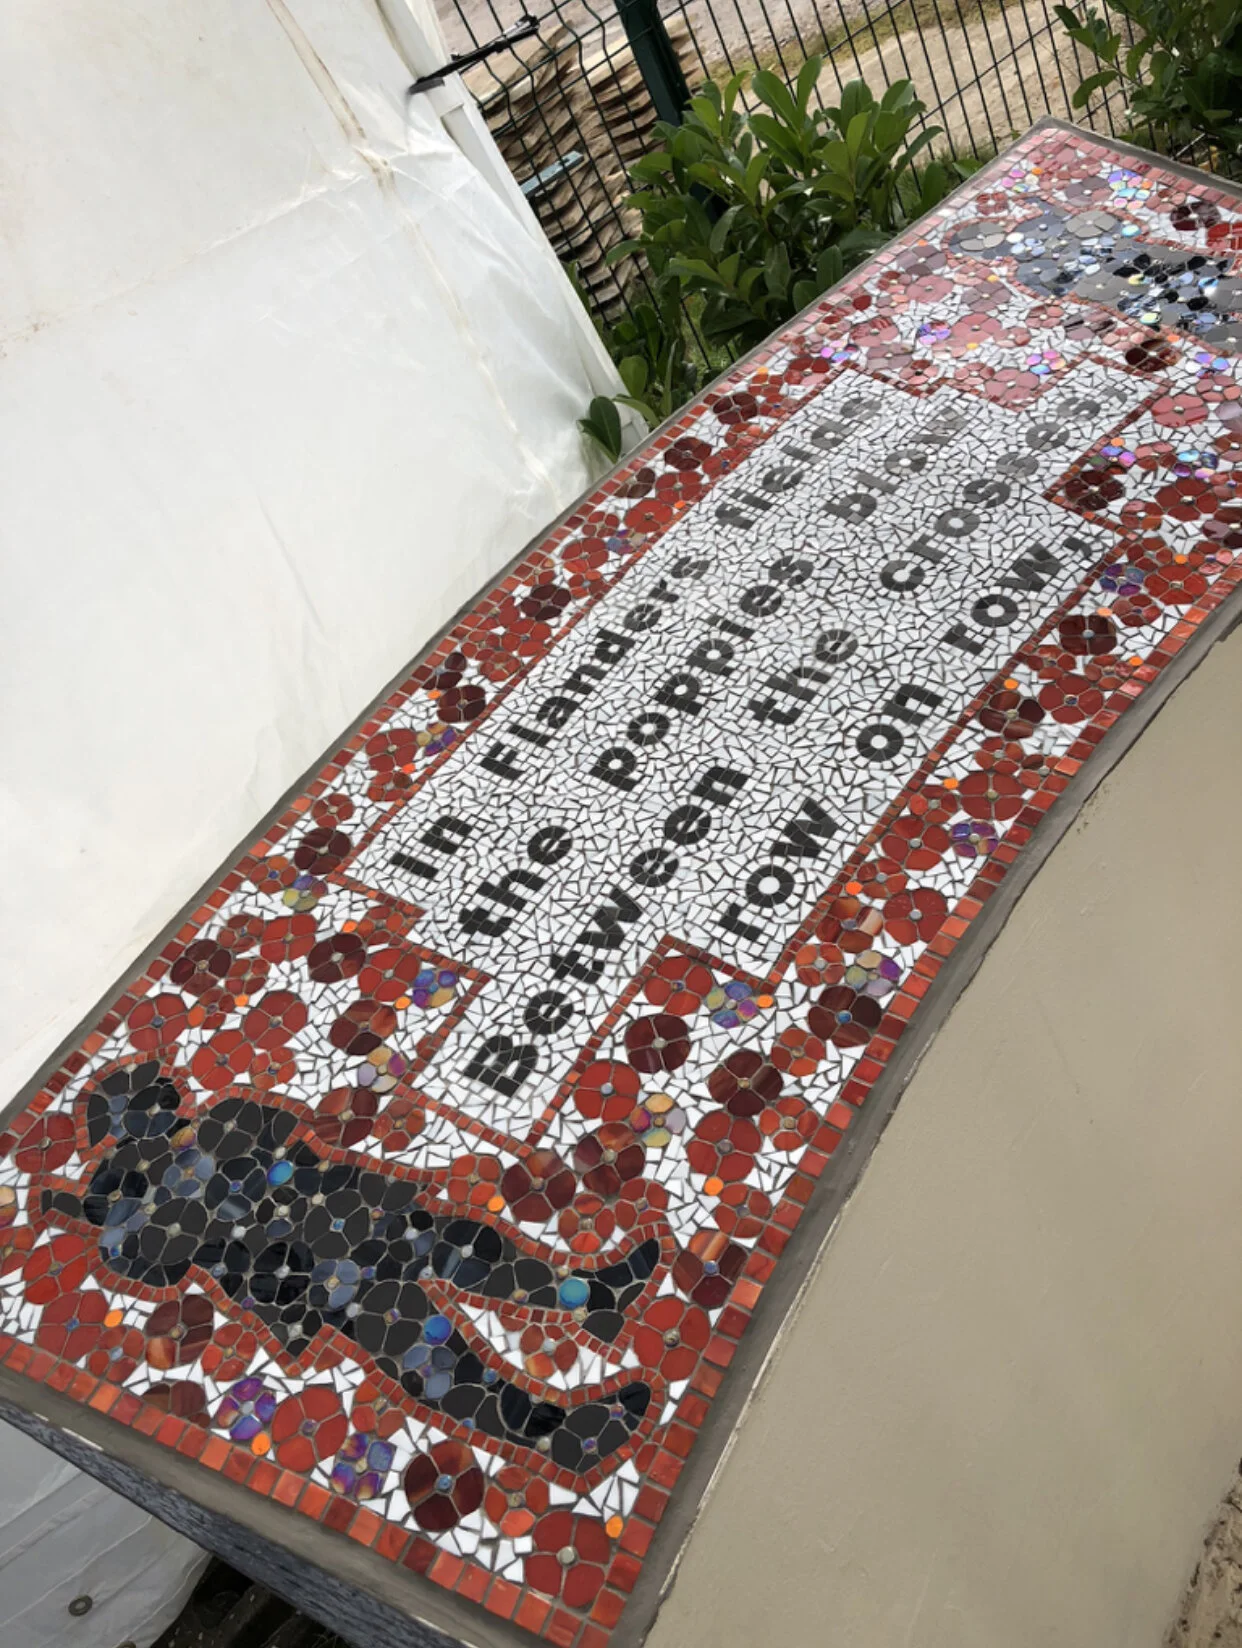 In Flanders fields
the poppies blow
Between the crosses,
row on row,